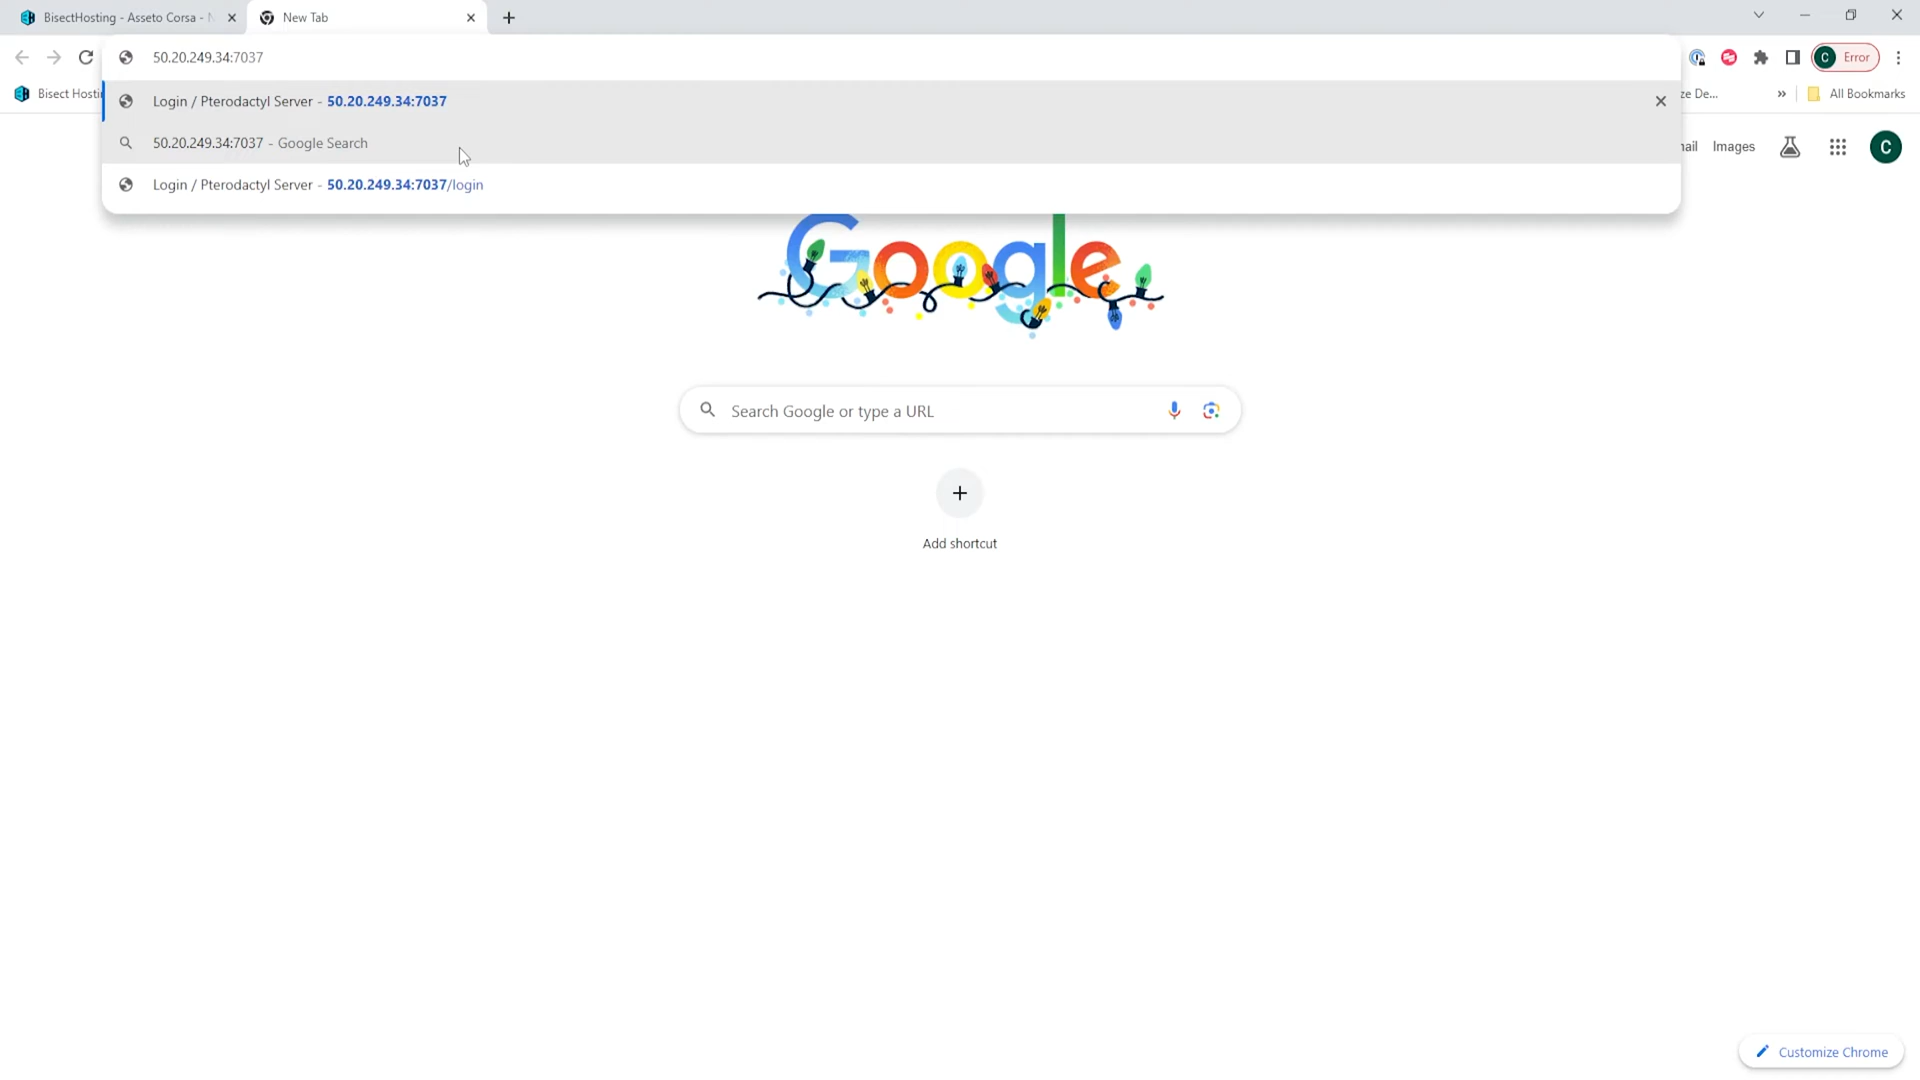 BisectHosting - Asseto Corsa -
New Tab
50.20.249.34:7037
C
Error
Bisect Hosti
Login / Pterodactyl Server - 50.20.249.34:7037
ze De...
»
All Bookmarks
50.20.249.34:7037 - Google Search
ail
Images
C
Login / Pterodactyl Server - 50.20.249.34:7037/login
Google
Search Google or type a URL
Add shortcut
Customize Chrome